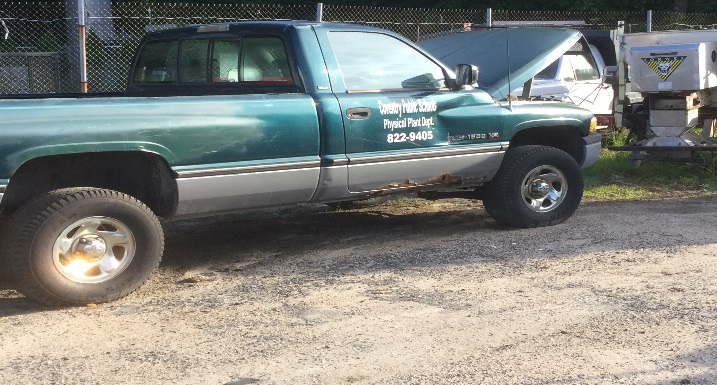 Coventry Public Schools
Physical Plant Dept.
822-9405